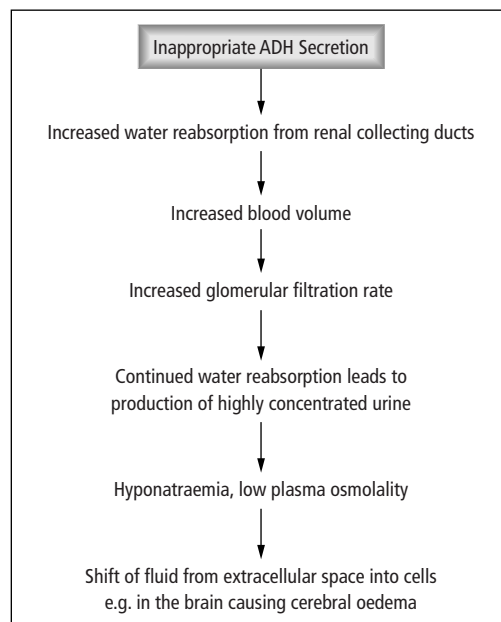 Inappropriate ADH Secretion
Increased water reabsorption from renal collecting ducts
Increased blood volume
Increased glomerular filtration rate
Continued water reabsorption leads to
production of highly concentrated urine
Hyponatraemia, low plasma osmolality
Shift of fluid from extracellular space into cells
e.g. in the brain causing cerebral oedema